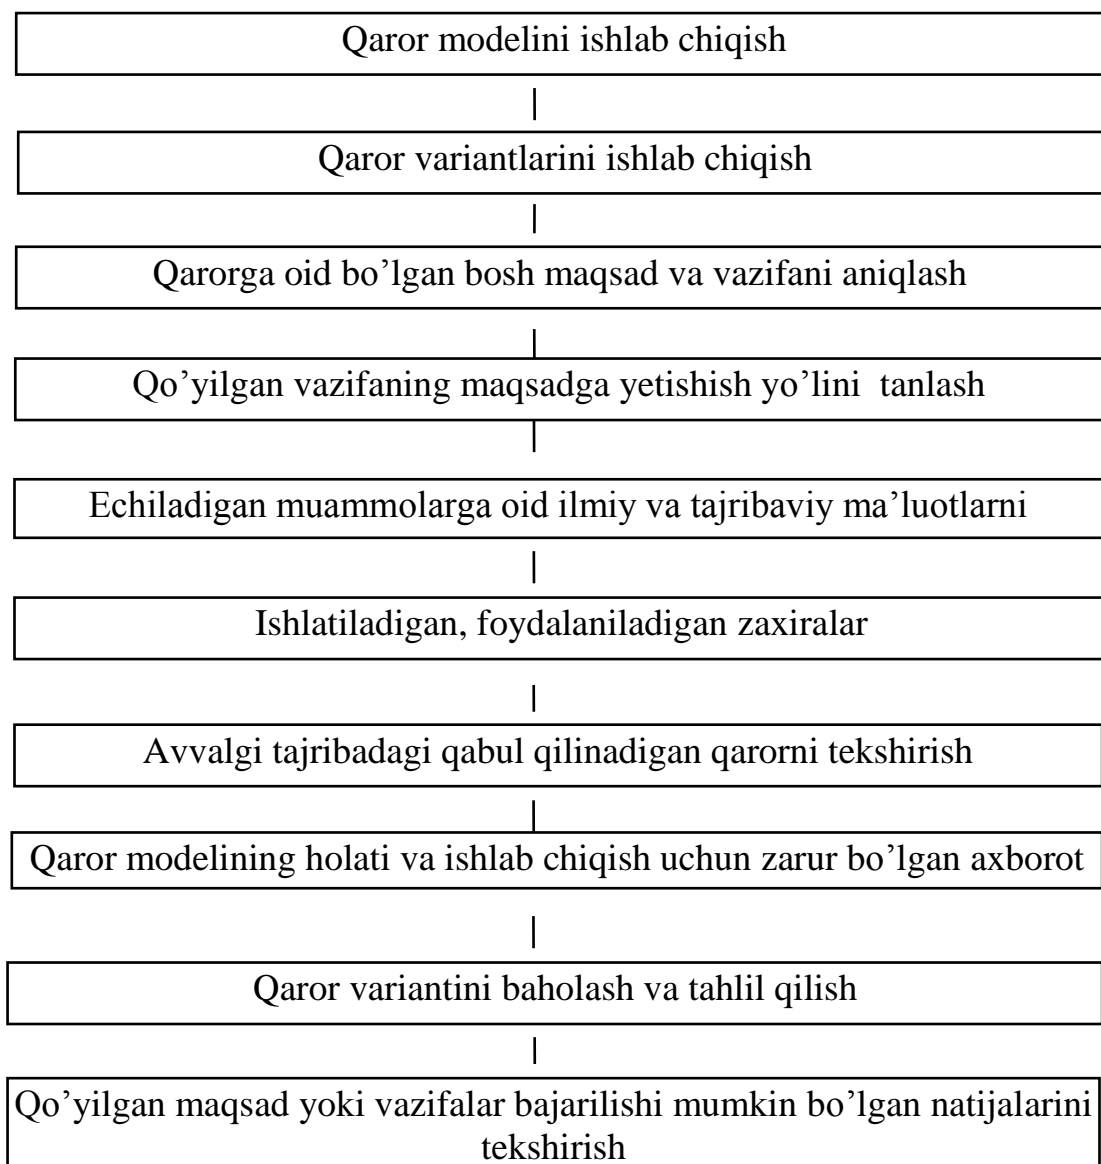 Qaror modelini ishlab chiqish
Qaror variantlarini ishlab chiqish
Qarorga oid bo’lgan bosh maqsad va vazifani aniqlash
Qo’yilgan vazifaning maqsadga yetishish yo’lini tanlash
Echiladigan muammolarga oid ilmiy va tajribaviy ma’luotlarni
Ishlatiladigan, foydalaniladigan zaxiralar
Avvalgi tajribadagi qabul qilinadigan qarorni tekshirish
Qaror modelining holati va ishlab chiqish uchun zarur bo’lgan axborot
Qaror variantini baholash va tahlil qilish
Qo’yilgan maqsad yoki vazifalar bajarilishi mumkin bo’lgan natijalarini
tekshirish